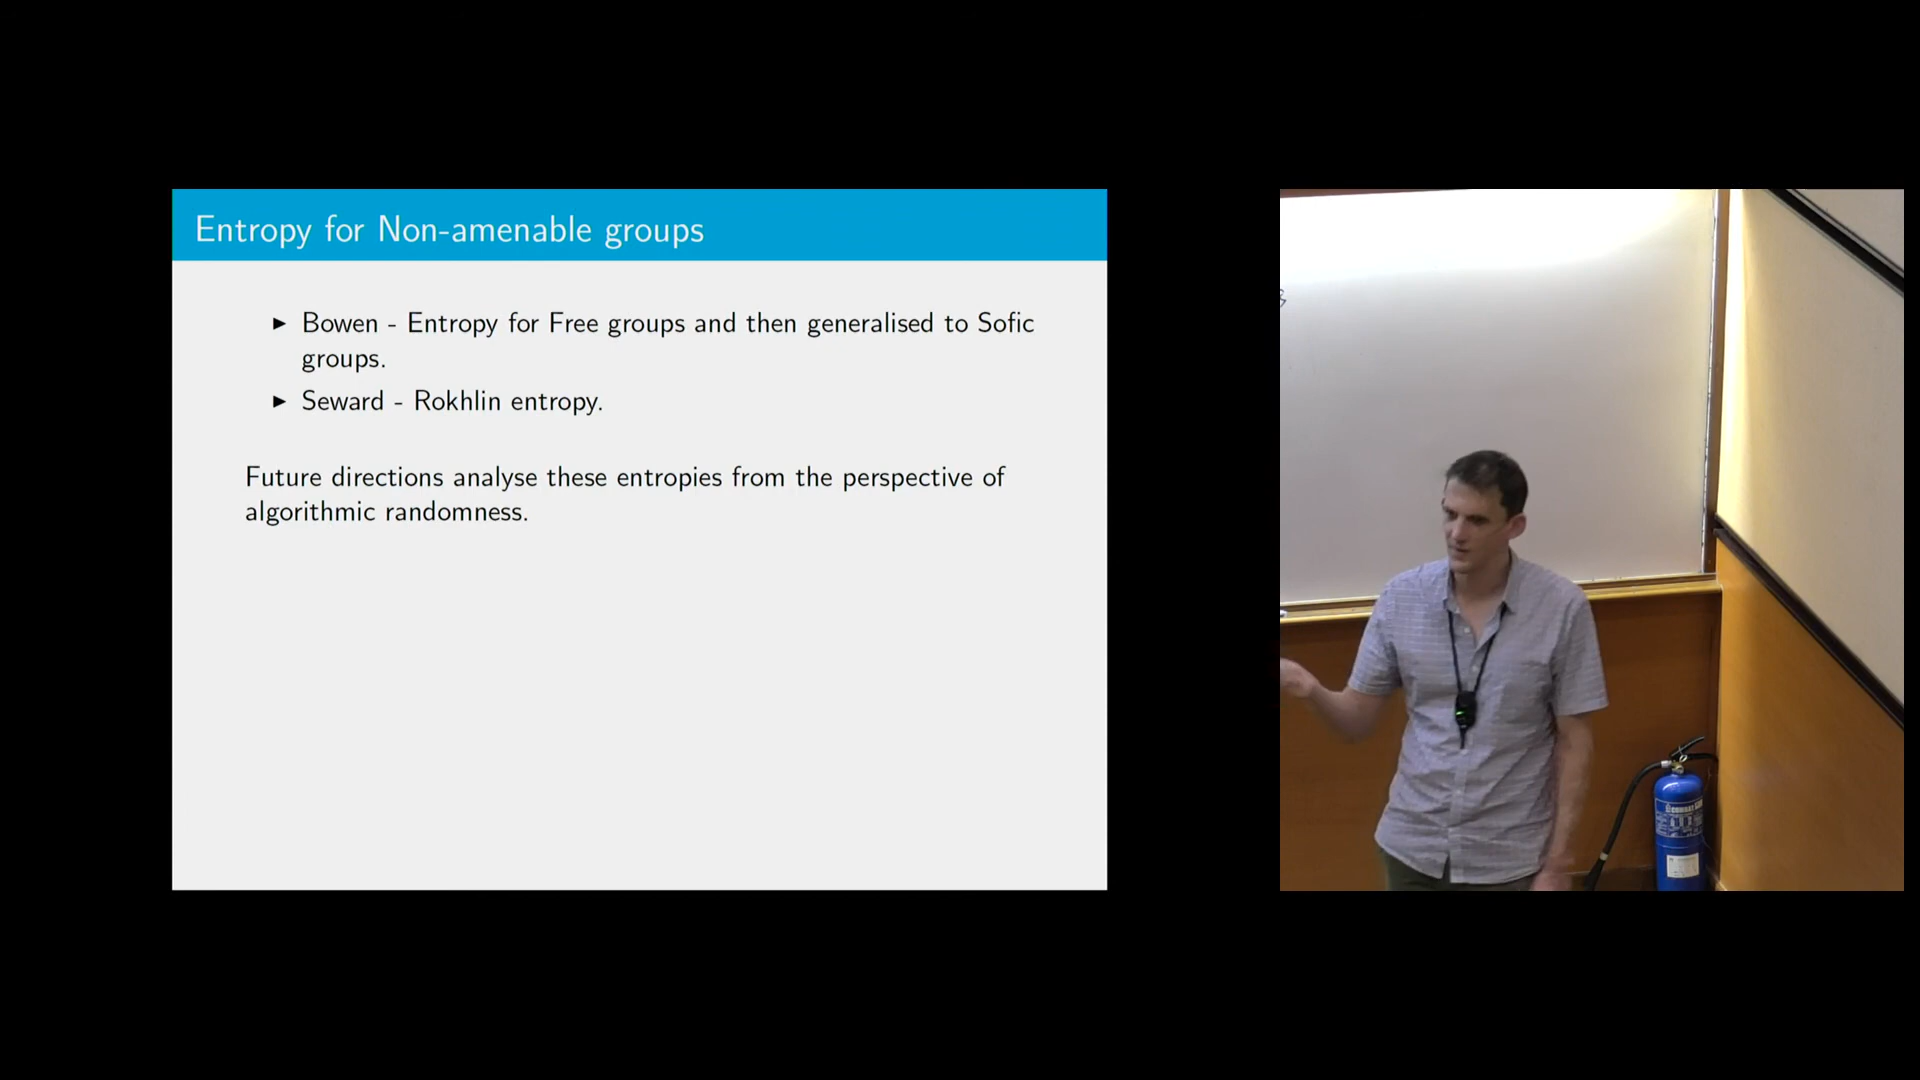 Entropy for Non-amenable groups
▶ Bowen - Entropy for Free groups and then generalised to Sofic
groups.
▶ Seward - Rokhlin entropy.
Future directions analyse these entropies from the perspective of
algorithmic randomness.